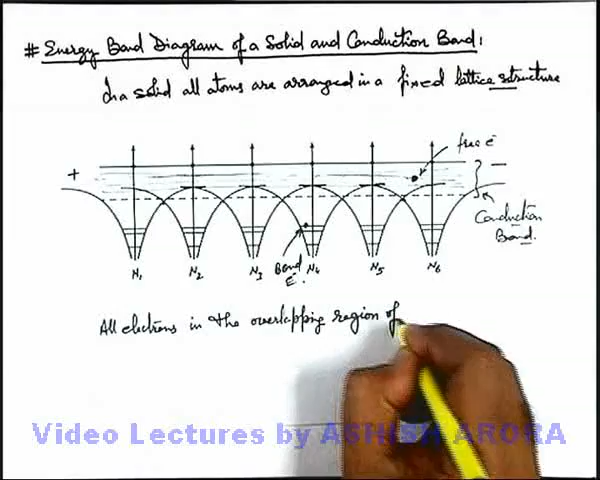 # Energy Band Diagram of a Solid and Conduction Band:
In a solid all atoms are arranged in a fixed lattice structure
free e⁻
+ −
Conduction
Band.
N₁ N₂ N₃ N₄ N₅ N₆
Band
e⁻.
All electrons in the overlapping region of
Video Lectures by ASHISH ARORA